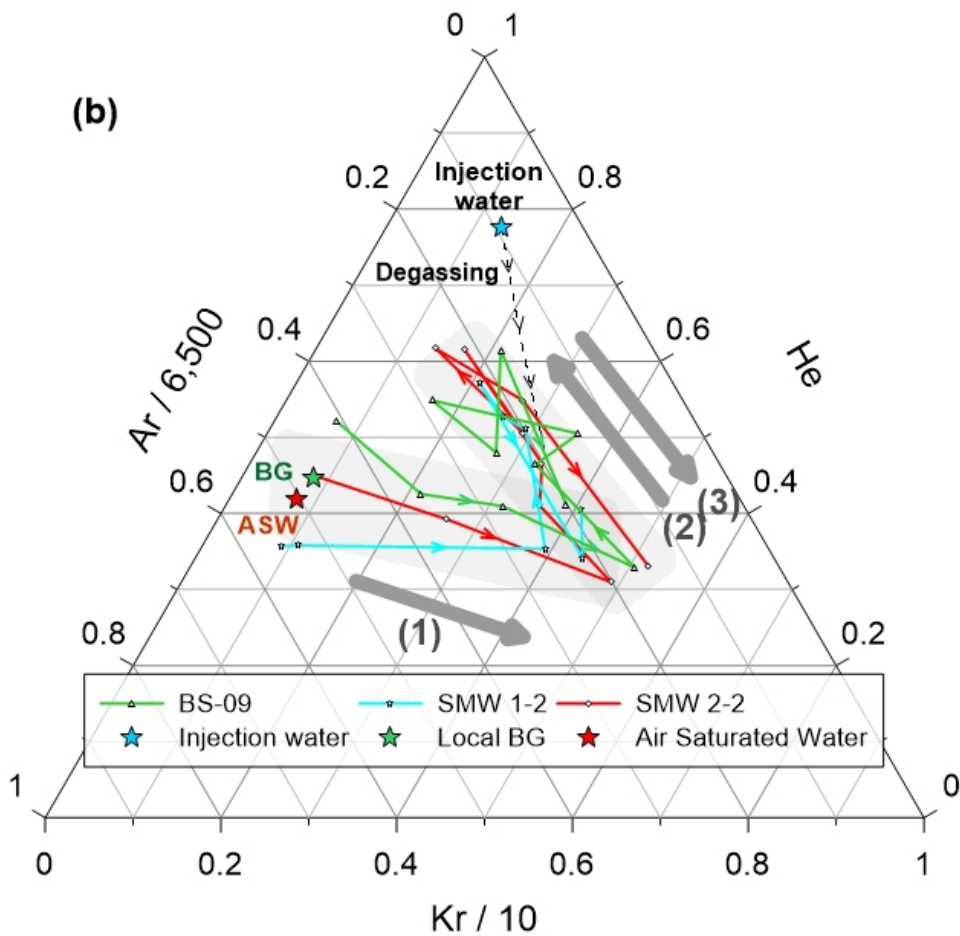 (b)
0 1
Injection
water
0.2 0.8
Degassing
0.4 0.6
Ar / 6,500
He
BG
0.6 0.4
ASW
(2) (3)
(1)
0.8 0.2
BS-09 SMW 1-2 SMW 2-2
Injection water Local BG Air Saturated Water
1 0
0 0.2 0.4 0.6 0.8 1
Kr / 10